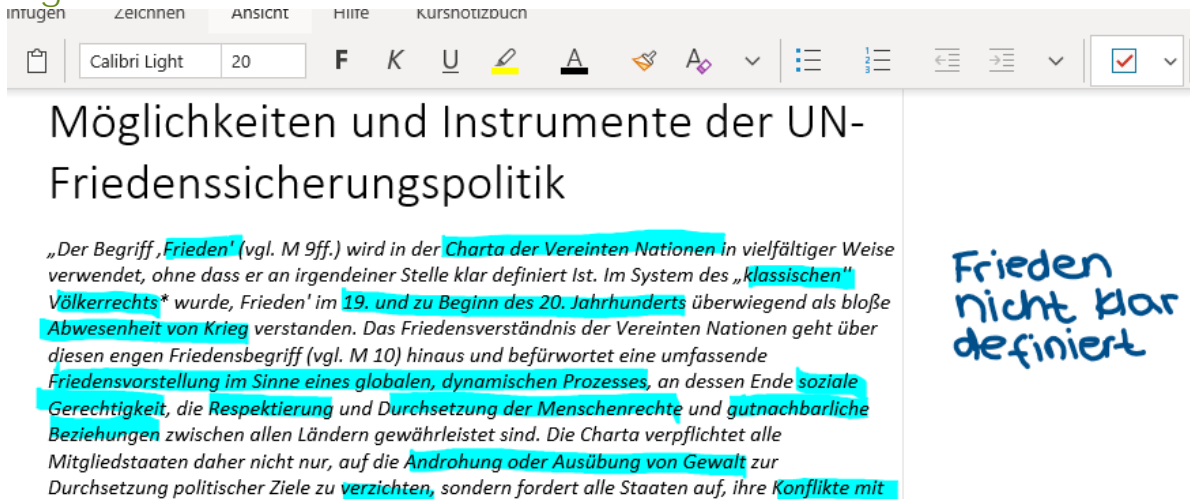 Einfügen Zeichnen Ansicht Hilfe Kursnotizbuch
Calibri Light 20 F K U A A
Möglichkeiten und Instrumente der UN-
Friedenssicherungspolitik
„Der Begriff ‚Frieden' (vgl. M 9ff.) wird in der Charta der Vereinten Nationen in vielfältiger Weise
verwendet, ohne dass er an irgendeiner Stelle klar definiert Ist. Im System des „klassischen"
Völkerrechts* wurde, Frieden' im 19. und zu Beginn des 20. Jahrhunderts überwiegend als bloße
Abwesenheit von Krieg verstanden. Das Friedensverständnis der Vereinten Nationen geht über
diesen engen Friedensbegriff (vgl. M 10) hinaus und befürwortet eine umfassende
Friedensvorstellung im Sinne eines globalen, dynamischen Prozesses, an dessen Ende soziale
Gerechtigkeit, die Respektierung und Durchsetzung der Menschenrechte und gutnachbarliche
Beziehungen zwischen allen Ländern gewährleistet sind. Die Charta verpflichtet alle
Mitgliedstaaten daher nicht nur, auf die Androhung oder Ausübung von Gewalt zur
Durchsetzung politischer Ziele zu verzichten, sondern fordert alle Staaten auf, ihre Konflikte mit
Frieden
nicht klar
definiert